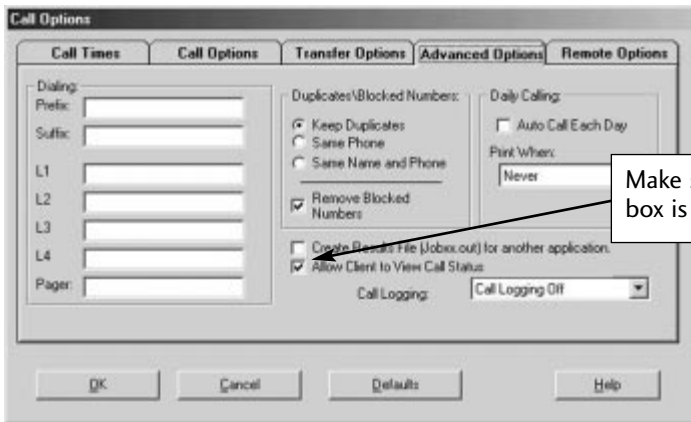 Call Options
Call Times
Call Options
Transfer Options
Advanced Options
Remote Options
Dialing:
Prefix:
Suffix:
L1
L2
L3
L4
Pager:
Duplicates\Blocked Numbers:
Keep Duplicates
Same Phone
Same Name and Phone
Remove Blocked
Numbers
Daily Calling:
Auto Call Each Day
Print When:
Never
Make
box is
Create Results File (Jobxx.out) for another application.
Allow Client to View Call Status
Call Logging:
Call Logging Off
OK
Cancel
Defaults
Help